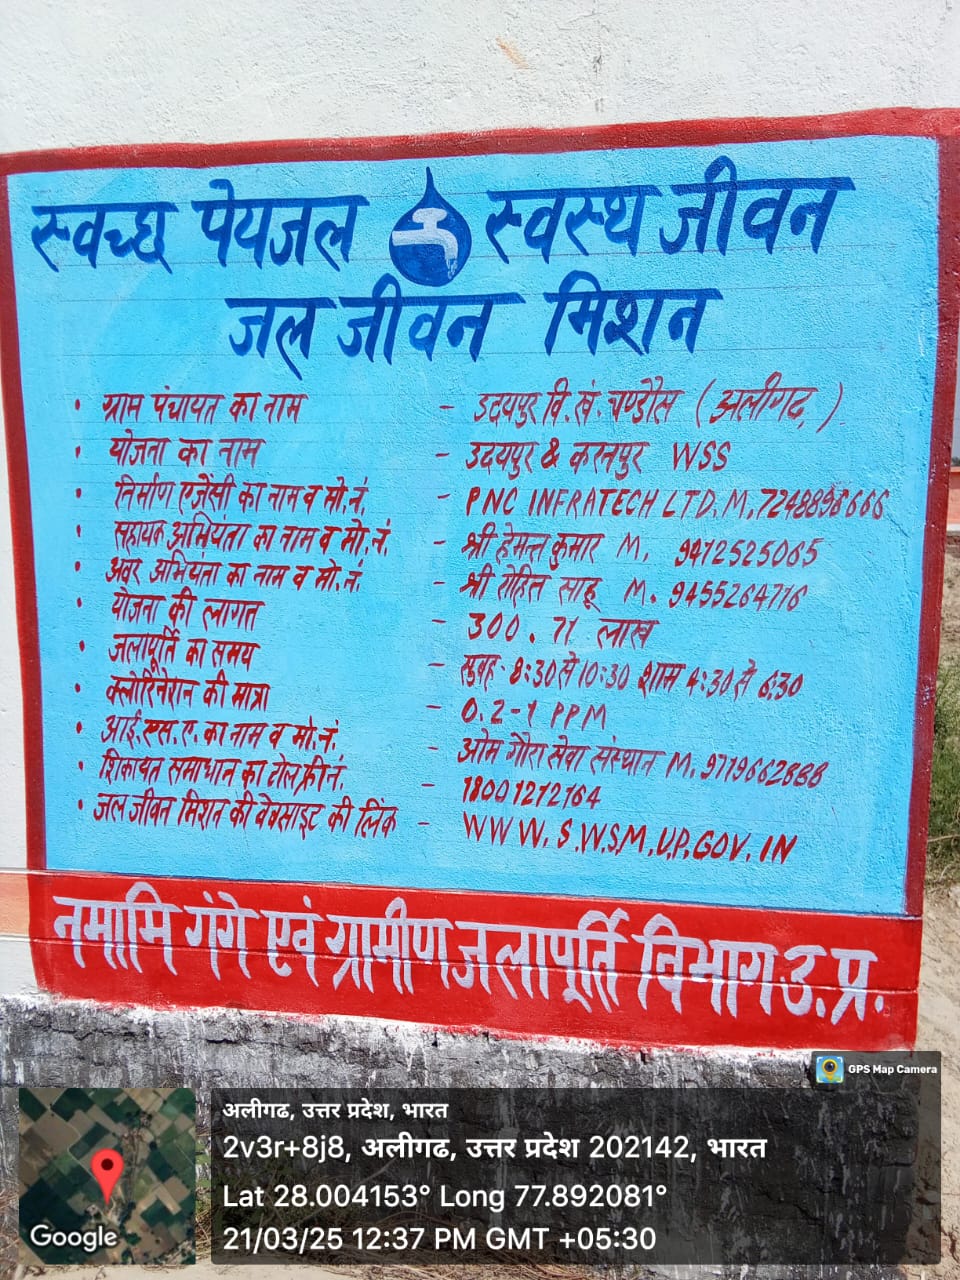 स्वच्छ पेयजल स्वस्थ जीवन
जल जीवन मिशन
• ग्राम पंचायत का नाम - उदयपुर वि.खं. चण्डौस (अलीगढ़)
• योजना का नाम - उदयपुर & करनपुर WSS
• निर्माण एजेंसी का नाम व मो.नं. - PNC INFRATECH LTD. M. 7248898666
• सहायक अभियंता का नाम व मो.नं. - श्री हेमन्त कुमार M. 9412525065
• अवर अभियंता का नाम व मो.नं. - श्री रोहित साहू M. 9455264716
• योजना की लागत - 300.71 लाख
• जलापूर्ति का समय - सुबह: 8:30 से 10:30 शाम 4:30 से 6:30
• क्लोरिनेशन की मात्रा - 0.2-1 PPM
• आई.एस.ए. का नाम व मो.नं. - ओम गौरा सेवा संस्थान M. 9719662888
• शिकायत समाधान का टोल फ्री नं. - 18001212164
• जल जीवन मिशन की वेबसाइट की लिंक - WWW.SWSM.UP.GOV.IN
नमामि गंगे एवं ग्रामीण जलापूर्ति विभाग उ.प्र.
GPS Map Camera
अलीगढ, उत्तर प्रदेश, भारत
2v3r+8j8, अलीगढ, उत्तर प्रदेश 202142, भारत
Lat 28.004153° Long 77.892081°
21/03/25 12:37 PM GMT +05:30
Google